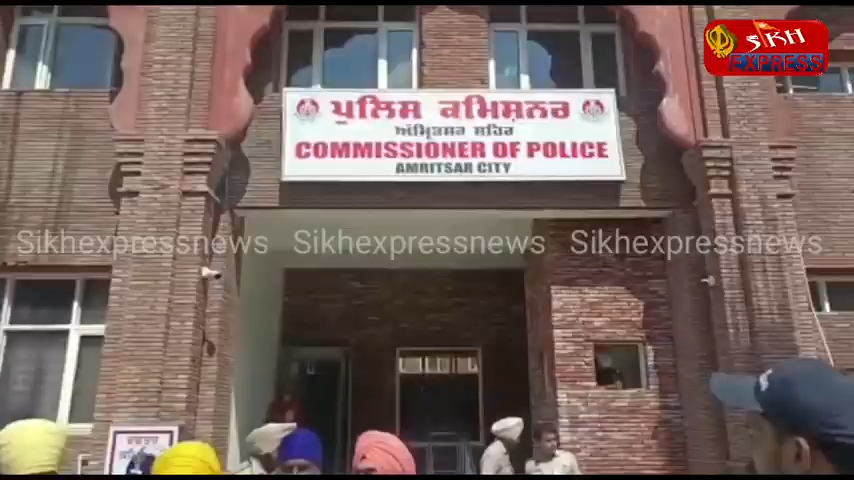 SIKH
EXPRESS
ਪੁਲਿਸ ਕਮਿਸ਼ਨਰ
ਅੰਮ੍ਰਿਤਸਰ ਸ਼ਹਿਰ
COMMISSIONER OF POLICE
AMRITSAR CITY
Sikhexpressnews Sikhexpressnews Sikhexpressnews